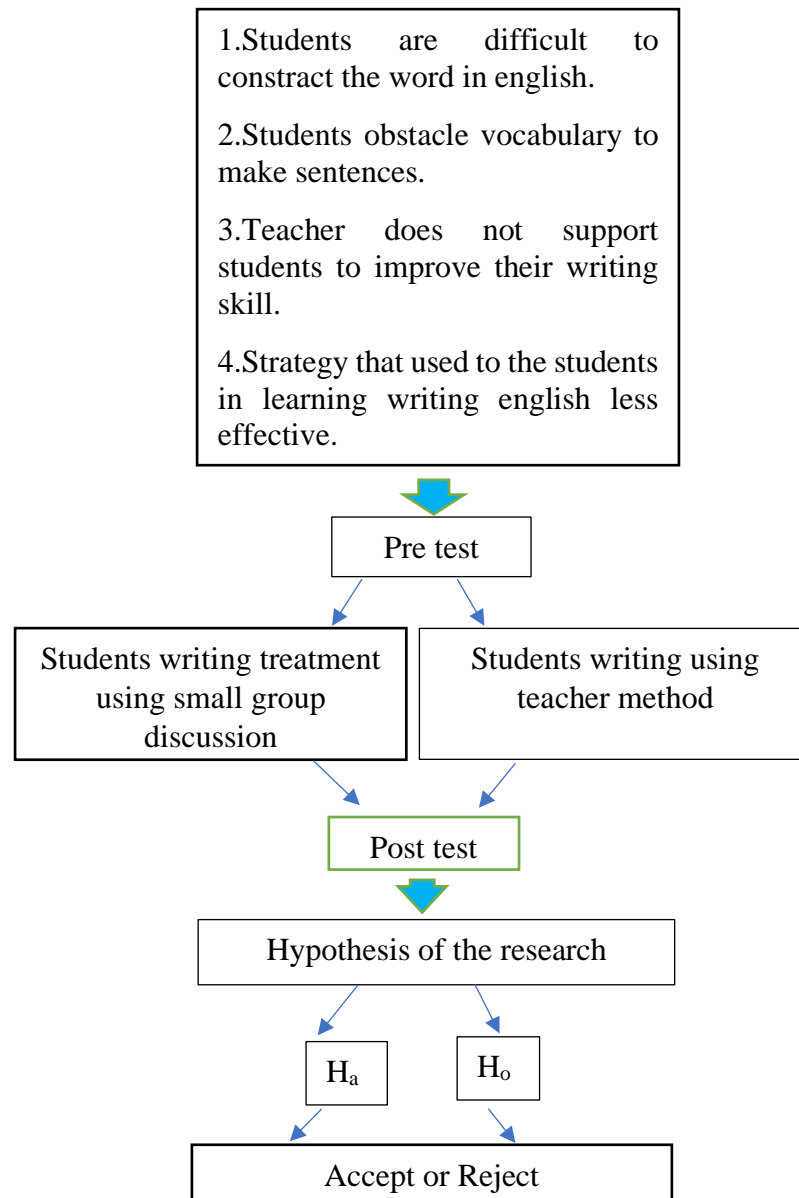 1.Students are difficult to
constract the word in english.
2.Students obstacle vocabulary to
make sentences.
3.Teacher does not support
students to improve their writing
skill.
4.Strategy that used to the students
in learning writing english less
effective.
Pre test
Students writing treatment
using small group
discussion
Students writing using
teacher method
Post test
Hypothesis of the research
Ha
Ho
Accept or Reject